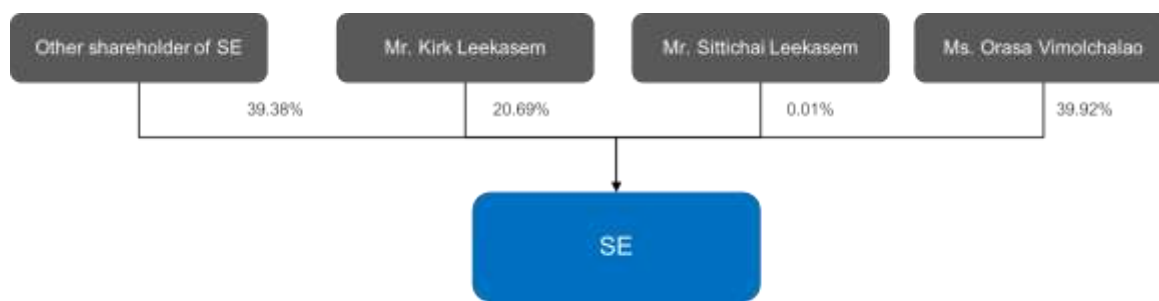 Other shareholder of SE
Mr. Kirk Leekasem
Mr. Sittichai Leekasem
Ms. Orasa Vimolchalao
39.38%
20.69%
0.01%
39.92%
SE